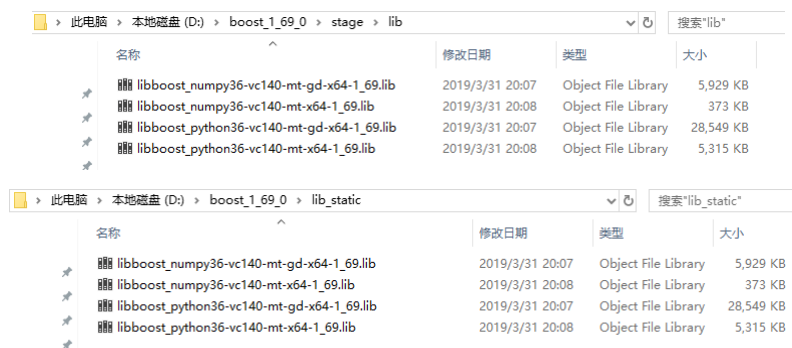 此电脑 > 本地磁盘 (D:) > boost_1_69_0 > stage > lib 搜索"lib"
名称 修改日期 类型 大小
libboost_numpy36-vc140-mt-gd-x64-1_69.lib 2019/3/31 20:07 Object File Library 5,929 KB
libboost_numpy36-vc140-mt-x64-1_69.lib 2019/3/31 20:08 Object File Library 373 KB
libboost_python36-vc140-mt-gd-x64-1_69.lib 2019/3/31 20:07 Object File Library 28,549 KB
libboost_python36-vc140-mt-x64-1_69.lib 2019/3/31 20:08 Object File Library 5,315 KB
此电脑 > 本地磁盘 (D:) > boost_1_69_0 > lib_static 搜索"lib_static"
名称 修改日期 类型 大小
libboost_numpy36-vc140-mt-gd-x64-1_69.lib 2019/3/31 20:07 Object File Library 5,929 KB
libboost_numpy36-vc140-mt-x64-1_69.lib 2019/3/31 20:08 Object File Library 373 KB
libboost_python36-vc140-mt-gd-x64-1_69.lib 2019/3/31 20:07 Object File Library 28,549 KB
libboost_python36-vc140-mt-x64-1_69.lib 2019/3/31 20:08 Object File Library 5,315 KB